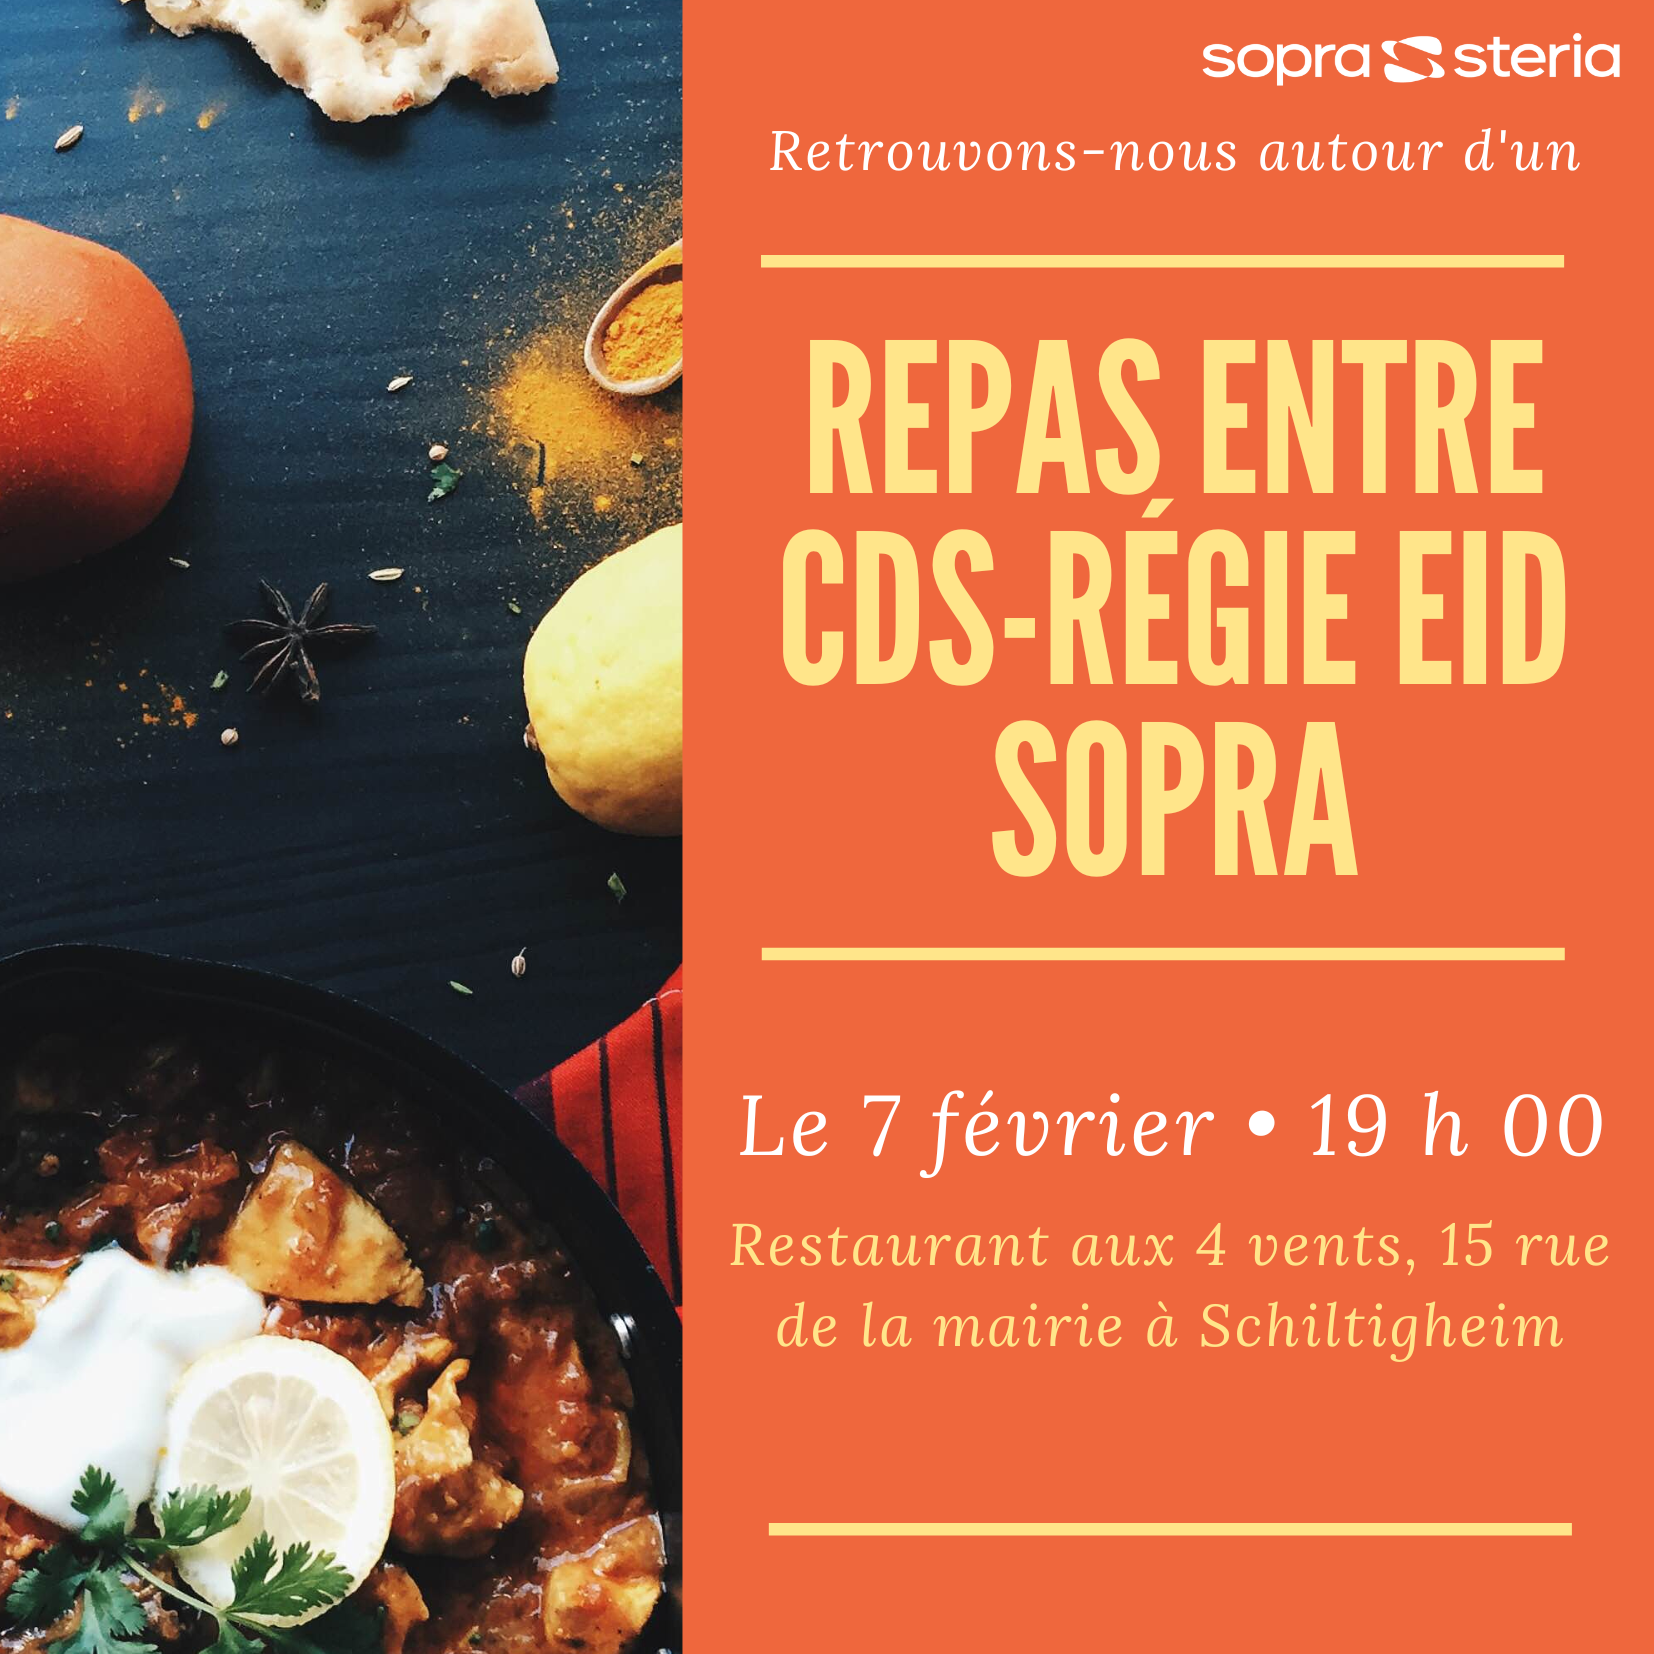 sopra steria
Retrouvons-nous autour d'un
REPAS ENTRE
CDS-RÉGIE EID
SOPRA
Le 7 février • 19 h 00
Restaurant aux 4 vents, 15 rue
de la mairie à Schiltigheim